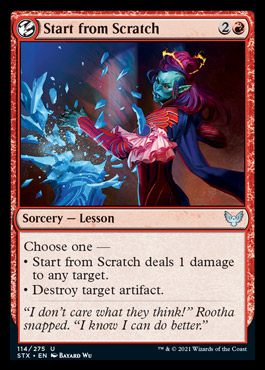 Start from Scratch 2
Sorcery — Lesson
Choose one —
• Start from Scratch deals 1 damage
to any target.
• Destroy target artifact.
“I don’t care what they think!” Rootha
snapped. “I know I can do better.”
114/275 U
STX • EN Bayard Wu
™ & © 2021 Wizards of the Coast